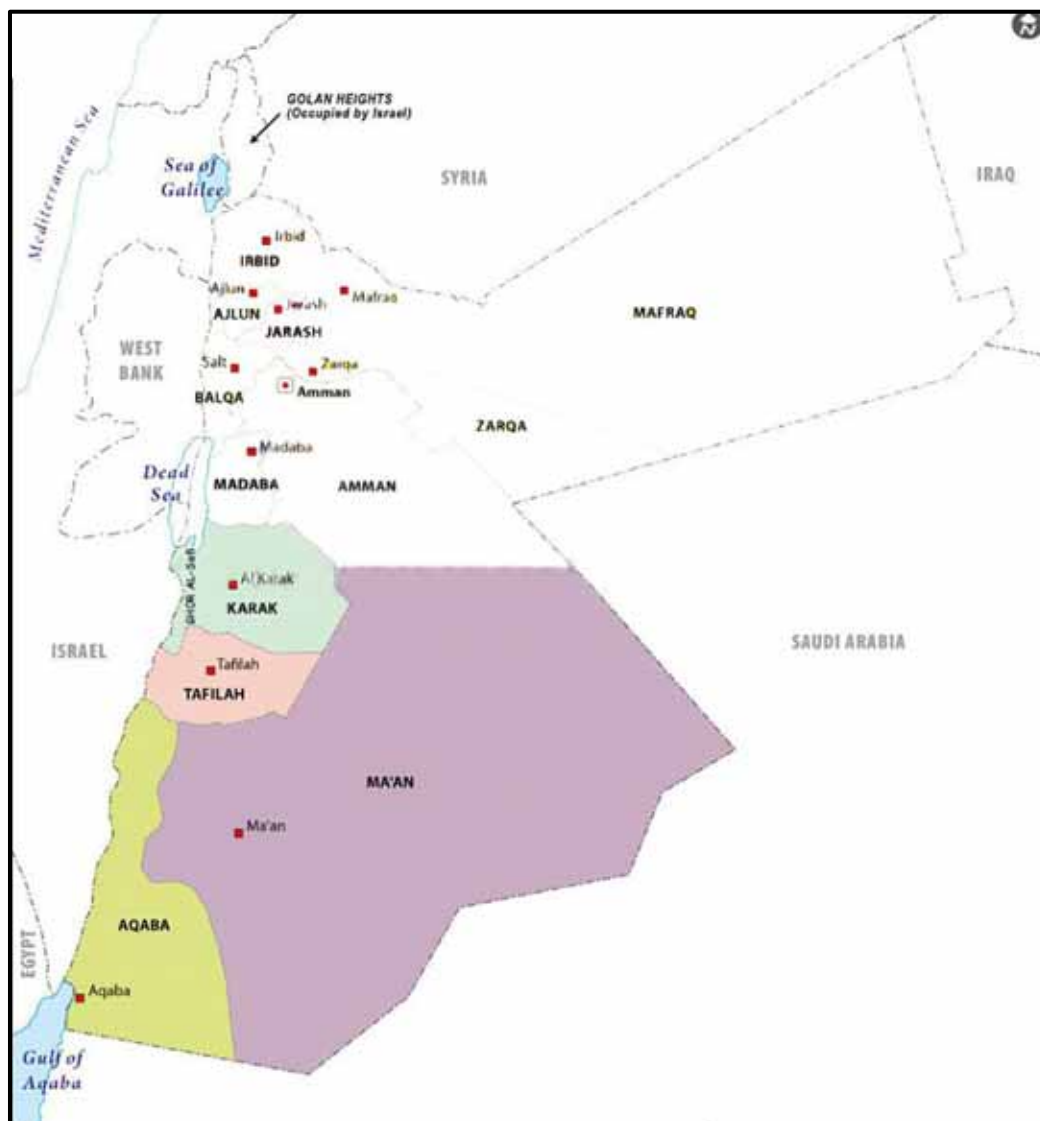 GOLAN HEIGHTS
(Occupied by Israel)
Mediterranean Sea
Sea of
Galilee
SYRIA
IRAQ
Irbid
IRBID
Ajlun
AJLUN
Jarash
JARASH
Mafraq
MAFRAQ
WEST
BANK
Salt
BALQA
Zarqa
Amman
ZARQA
Madaba
MADABA
AMMAN
Dead
Sea
GHOR AL-Safi
Al Karak
KARAK
ISRAEL
SAUDI ARABIA
Tafilah
TAFILAH
MA'AN
Ma'an
AQABA
EGYPT
Aqaba
Gulf of
Aqaba